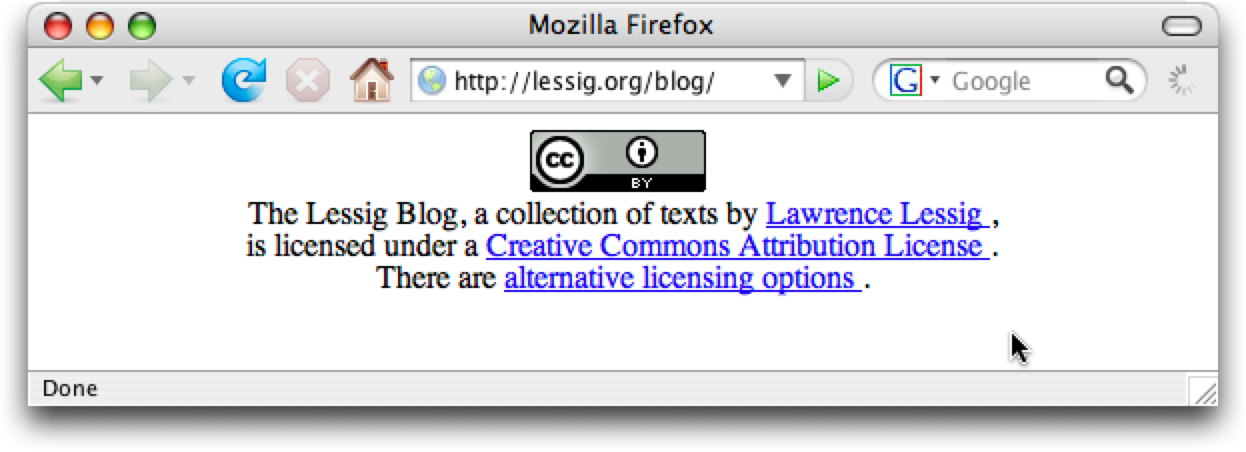 Mozilla Firefox
http://lessig.org/blog/
G Google
cc BY
The Lessig Blog, a collection of texts by Lawrence Lessig ,
is licensed under a Creative Commons Attribution License .
There are alternative licensing options .
Done